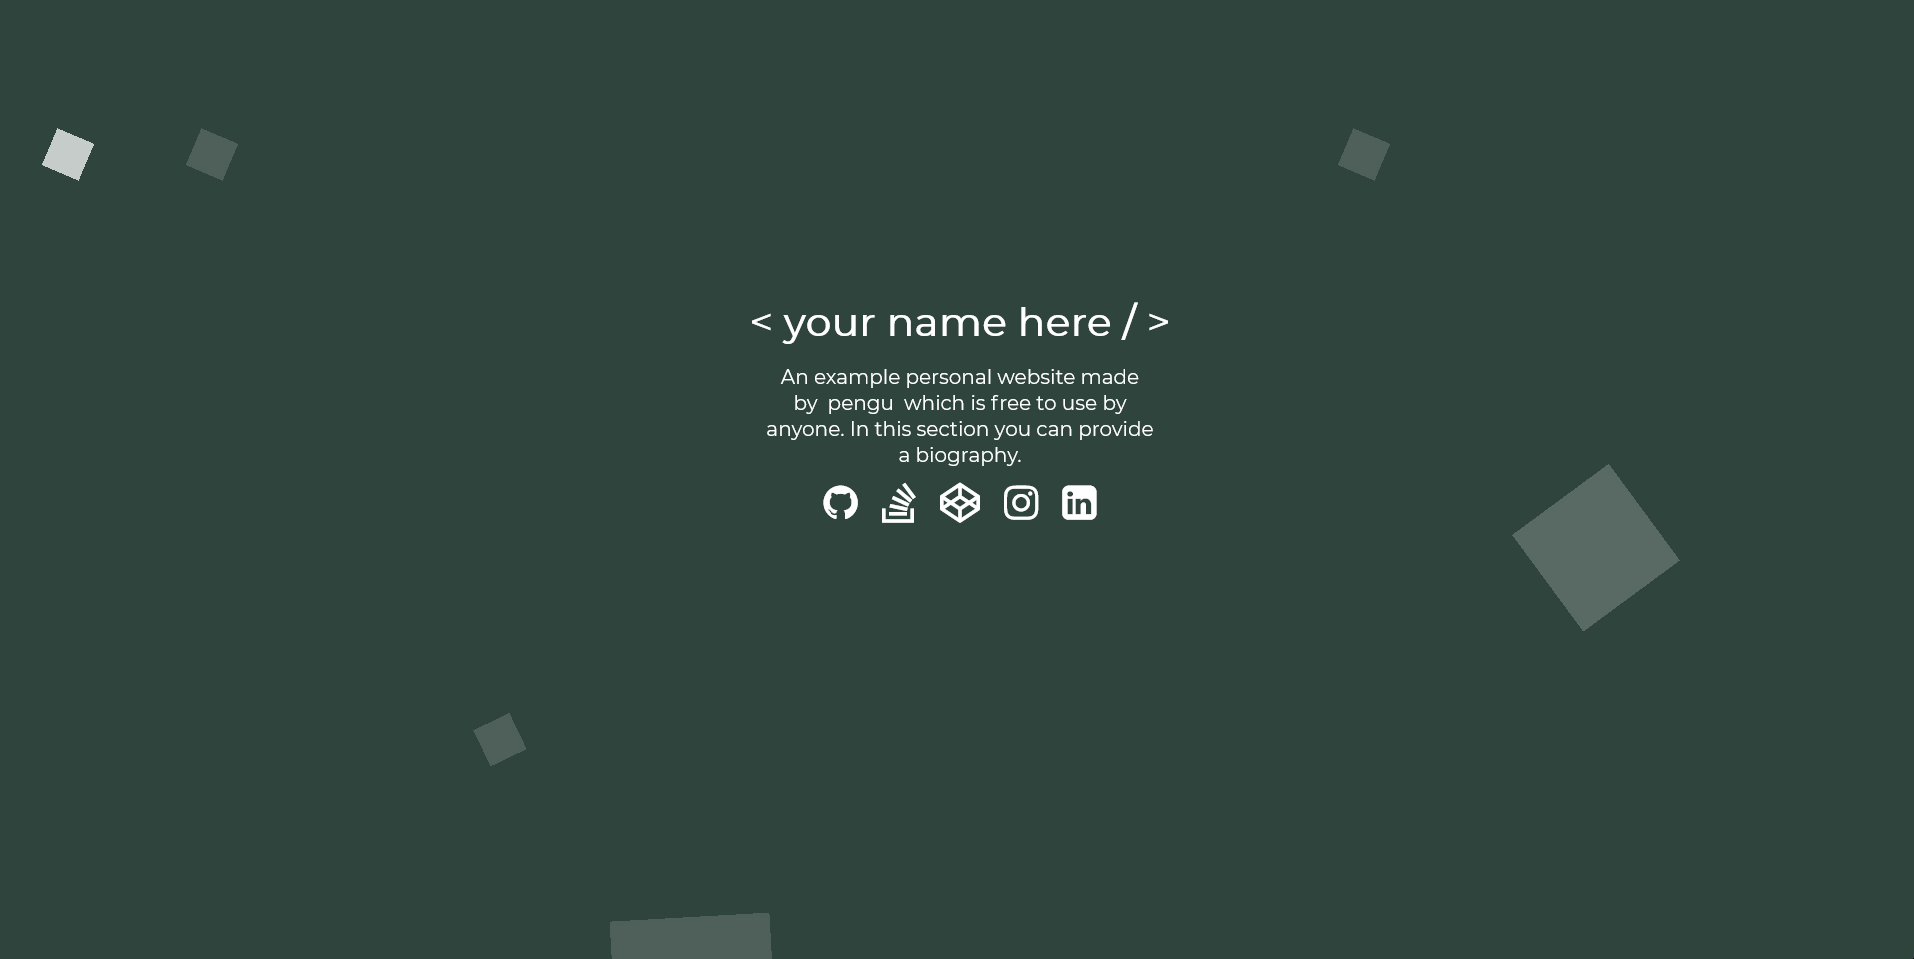 < your name here / >
An example personal website made
by pengu which is free to use by
anyone. In this section you can provide
a biography.
in